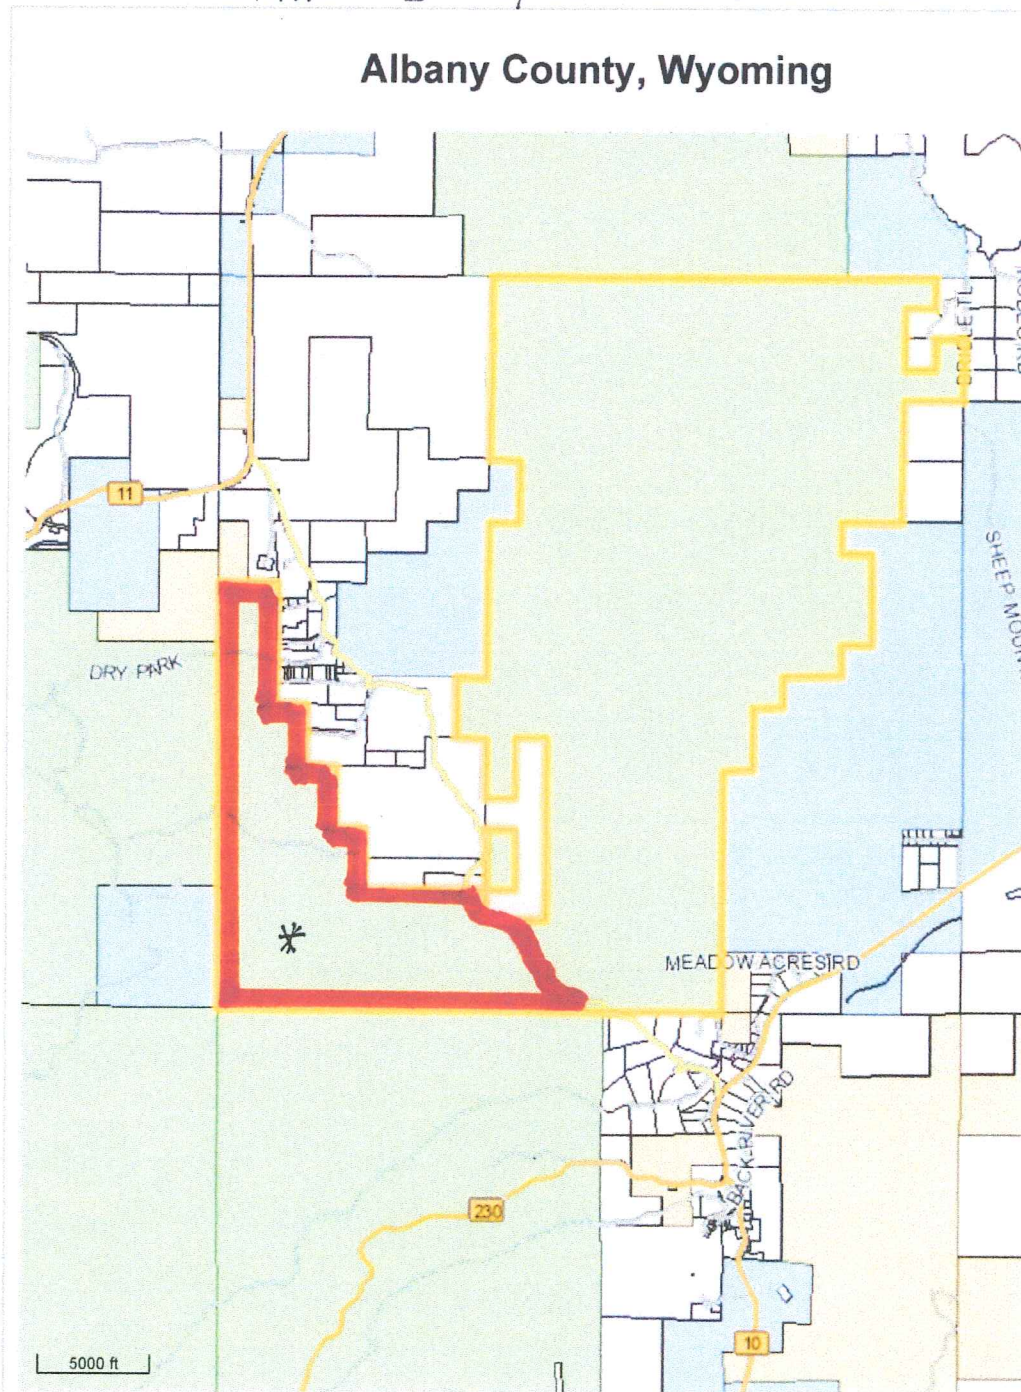 Albany County, Wyoming
11
DRY PARK
SHEEP MOUN
MEADOW ACRES RD
BACK RIVER RD
230
10
5000 ft